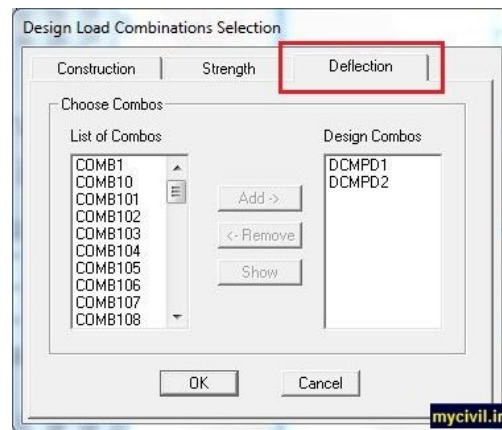 Design Load Combinations Selection
Construction
Strength
Deflection
Choose Combos
List of Combos
COMB1
COMB10
COMB101
COMB102
COMB103
COMB104
COMB105
COMB106
COMB107
COMB108
Add ->
<- Remove
Show
Design Combos
DCMPD1
DCMPD2
OK
Cancel
mycivil.in